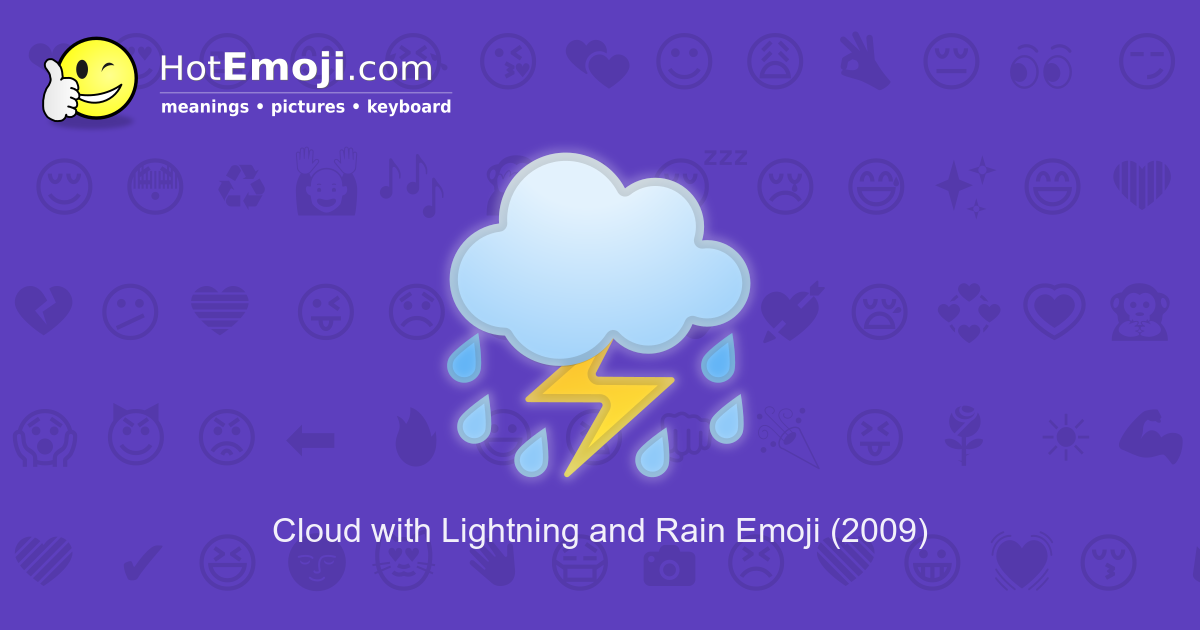 HotEmoji.com
meanings • pictures • keyboard
zzz
Cloud with Lightning and Rain Emoji (2009)